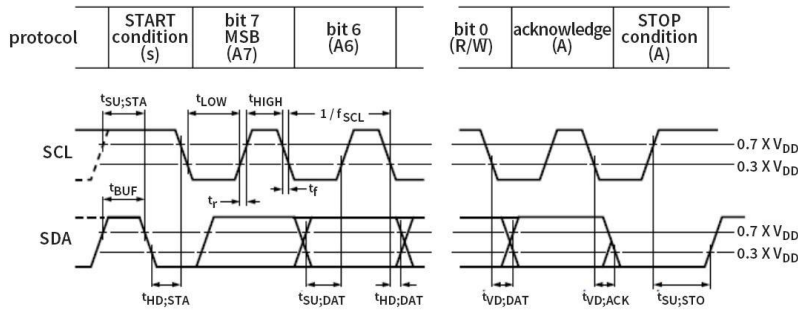 protocol
START
condition
(s)
bit 7
MSB
(A7)
bit 6
(A6)
bit 0
(R/W)
acknowledge
(A)
STOP
condition
(A)
tSU;STA
tLOW
tHIGH
1 / fSCL
SCL
0.7 X VDD
0.3 X VDD
tBUF
tr
tf
SDA
0.7 X VDD
0.3 X VDD
tHD;STA
tSU;DAT
tHD;DAT
tVD;DAT
tVD;ACK
tSU;STO